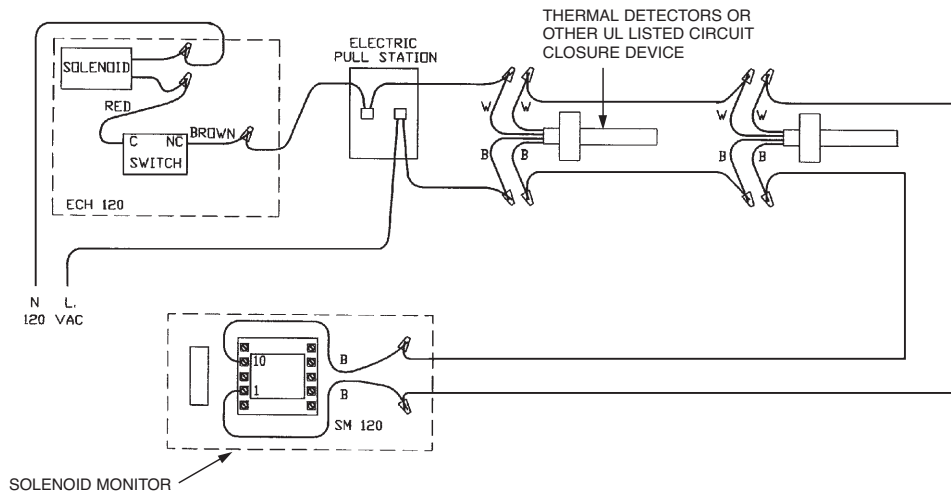 THERMAL DETECTORS OR
OTHER UL LISTED CIRCUIT
CLOSURE DEVICE
ELECTRIC
PULL STATION
SOLENOID
RED
C NC
SWITCH
BROWN
ECH 120
W
W
B
B
W
W
B
B
N L.
120 VAC
10
1
B
B
SM 120
SOLENOID MONITOR